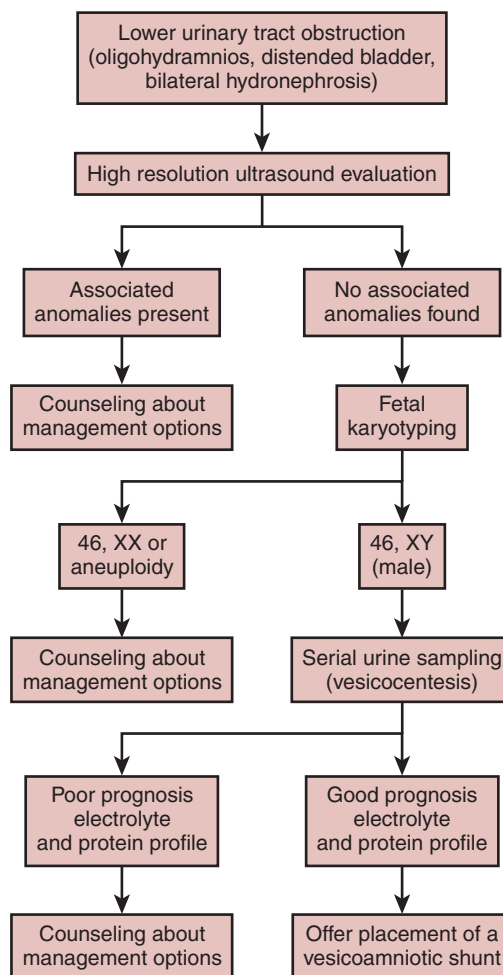 Lower urinary tract obstruction
(oligohydramnios, distended bladder,
bilateral hydronephrosis)
High resolution ultrasound evaluation
Associated
anomalies present
No associated
anomalies found
Counseling about
management options
Fetal
karyotyping
46, XX or
aneuploidy
46, XY
(male)
Counseling about
management options
Serial urine sampling
(vesicocentesis)
Poor prognosis
electrolyte
and protein profile
Good prognosis
electrolyte
and protein profile
Counseling about
management options
Offer placement of a
vesicoamniotic shunt